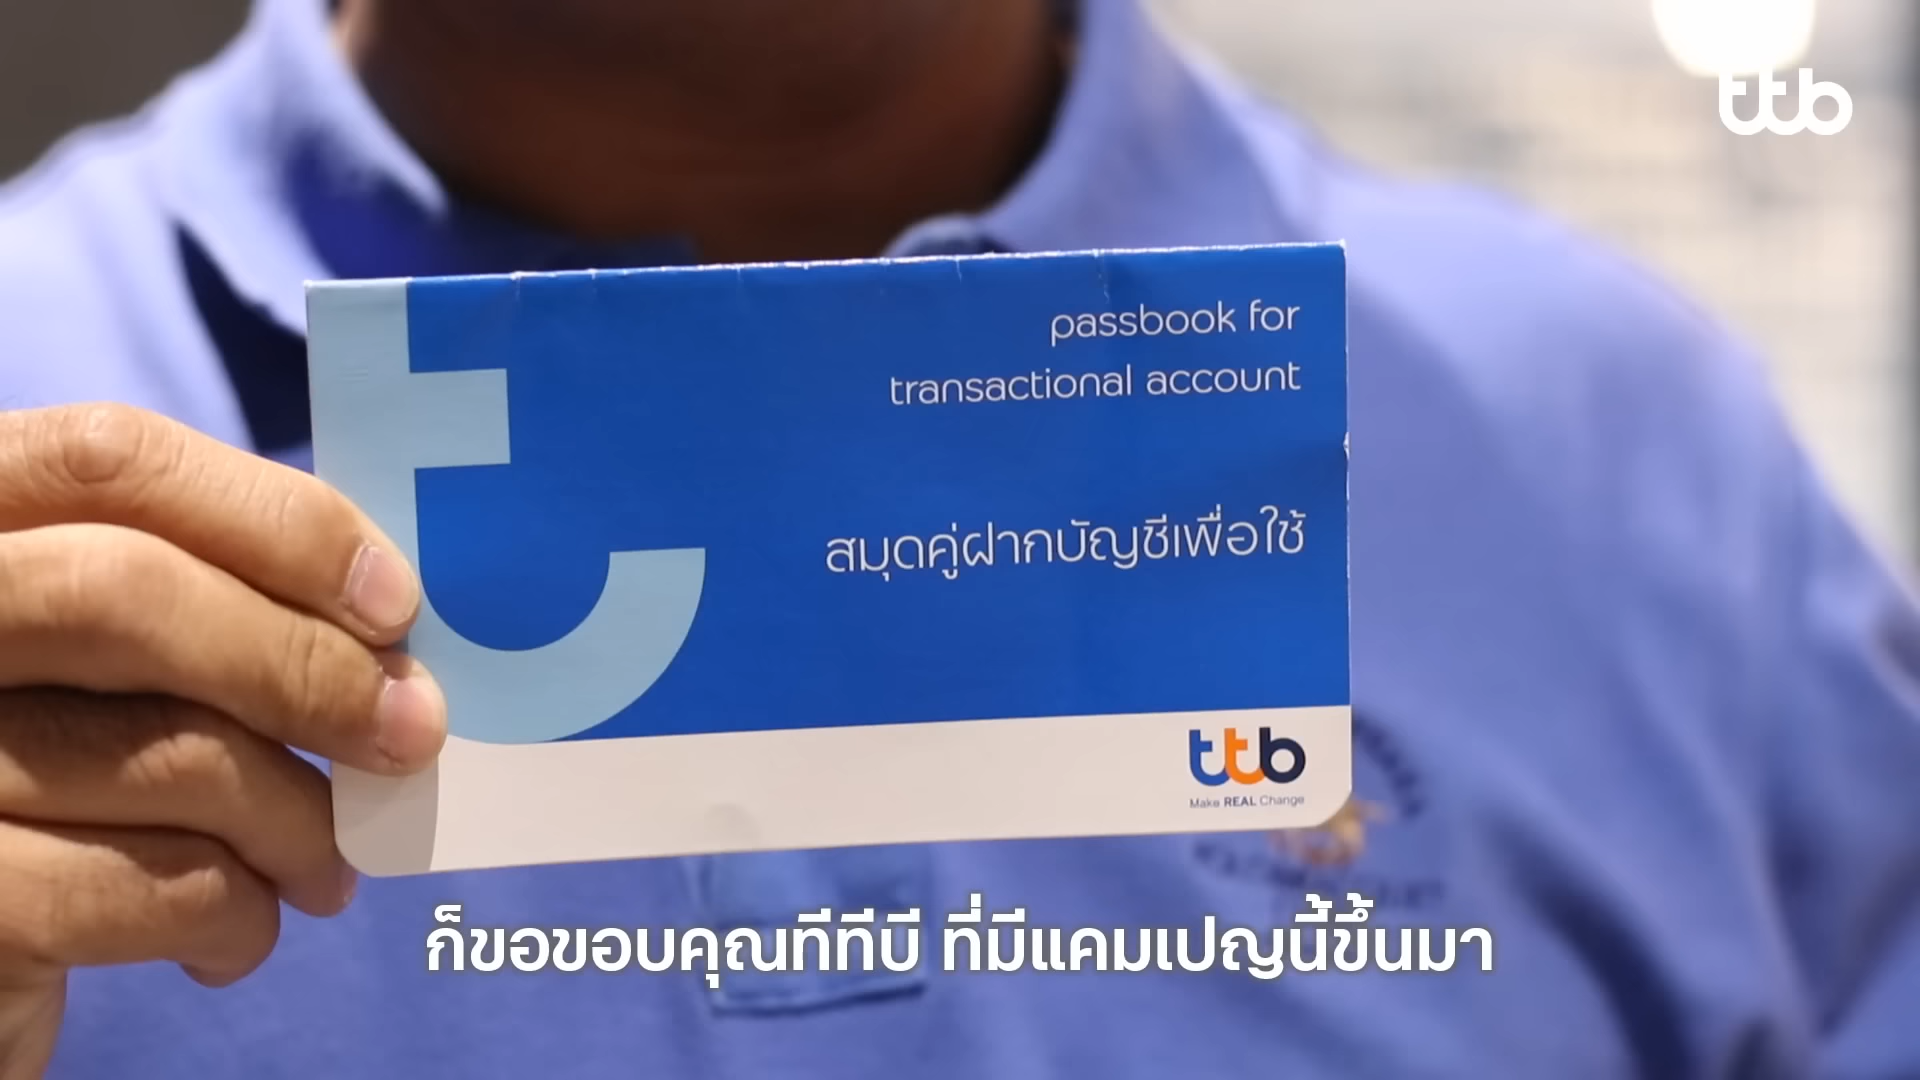 ttb
passbook for
transactional account
สมุดคู่ฝากบัญชีเพื่อใช้
ttb
Make REAL Change
ก็ขอขอบคุณทีทีบี ที่มีแคมเปญนี้ขึ้นมา